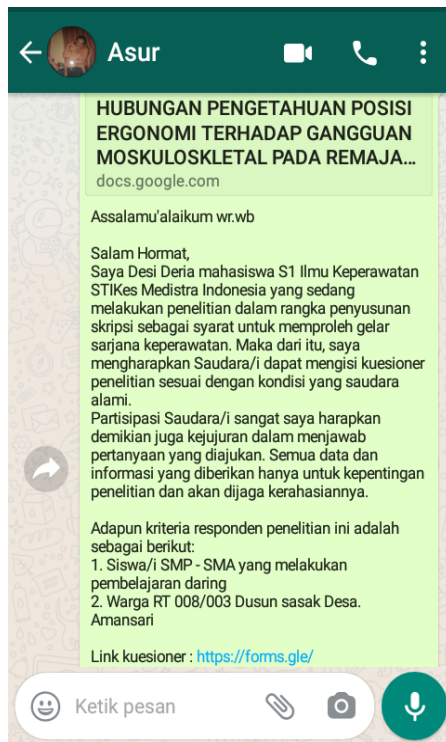 Asur
HUBUNGAN PENGETAHUAN POSISI
ERGONOMI TERHADAP GANGGUAN
MOSKULOSKLETAL PADA REMAJA...
docs.google.com
Assalamu'alaikum wr.wb
Salam Hormat,
Saya Desi Deria mahasiswa S1 Ilmu Keperawatan
STIKes Medistra Indonesia yang sedang
melakukan penelitian dalam rangka penyusunan
skripsi sebagai syarat untuk memproleh gelar
sarjana keperawatan. Maka dari itu, saya
mengharapkan Saudara/i dapat mengisi kuesioner
penelitian sesuai dengan kondisi yang saudara
alami.
Partisipasi Saudara/i sangat saya harapkan
demikian juga kejujuran dalam menjawab
pertanyaan yang diajukan. Semua data dan
informasi yang diberikan hanya untuk kepentingan
penelitian dan akan dijaga kerahasiannya.
Adapun kriteria responden penelitian ini adalah
sebagai berikut:
1. Siswa/i SMP - SMA yang melakukan
pembelajaran daring
2. Warga RT 008/003 Dusun sasak Desa.
Amansari
Link kuesioner : https://forms.gle/
Ketik pesan